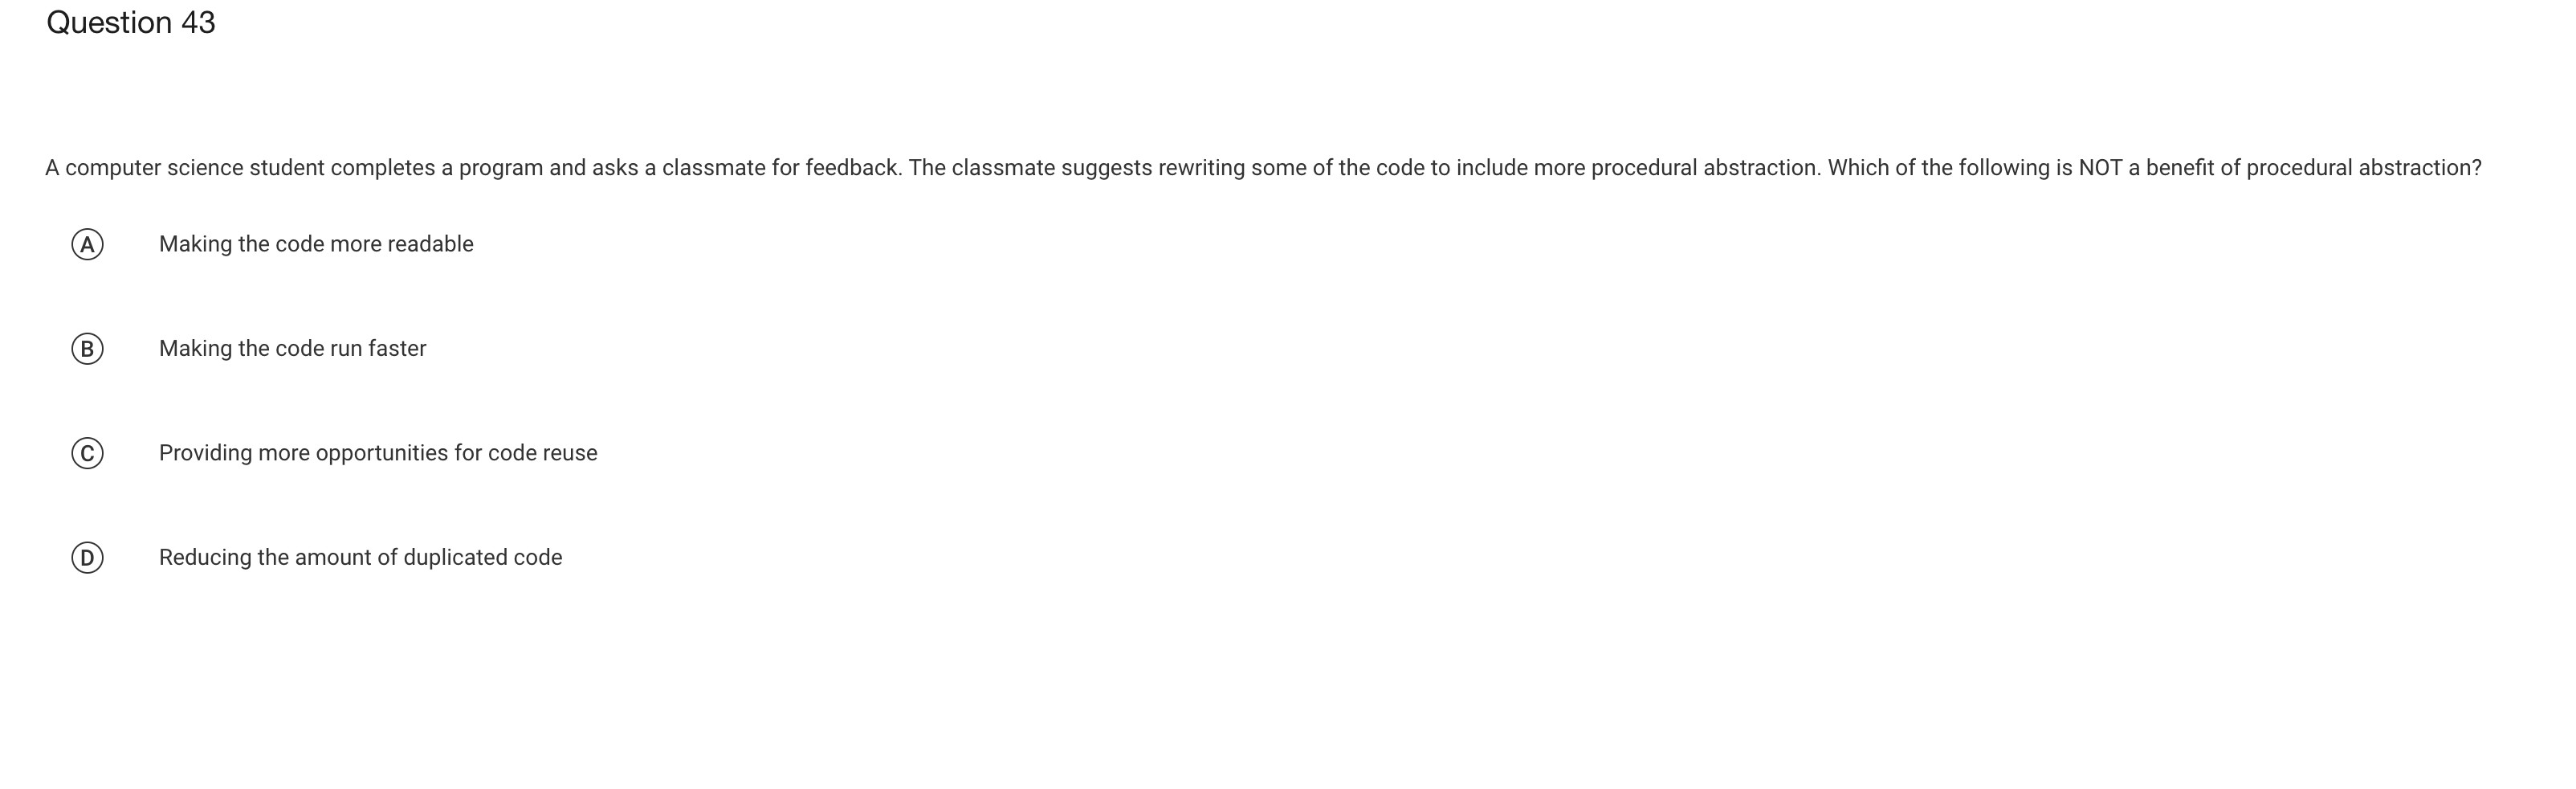 Question 43
A computer science student completes a program and asks a classmate for feedback. The classmate suggests rewriting some of the code to include more procedural abstraction. Which of the following is NOT a benefit of procedural abstraction?
A Making the code more readable
B Making the code run faster
C Providing more opportunities for code reuse
D Reducing the amount of duplicated code